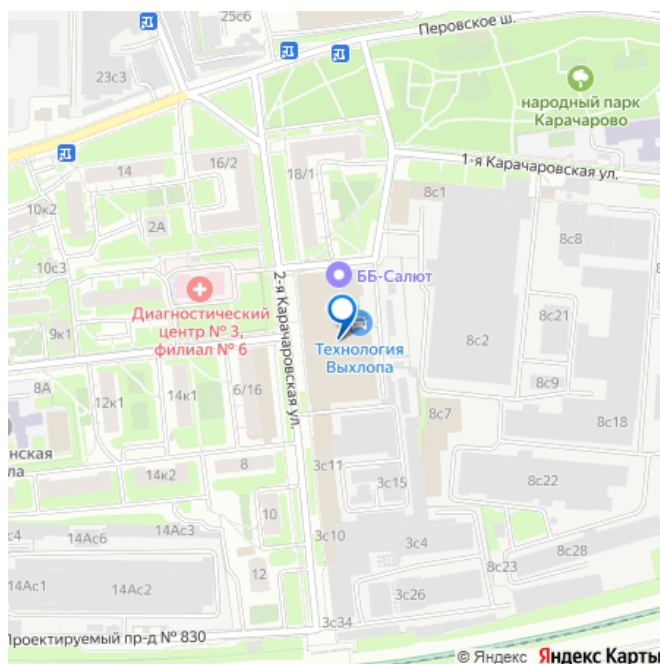 25с6
Перовское ш.
23с3
народный парк
Карачарово
1-я Карачаровская ул.
14
16/2
18/1
8с1
10к2
2А
8с8
10с3
ББ-Салют
2-я Карачаровская ул.
Диагностический
центр № 3,
филиал № 6
8с21
9к1
Технология
Выхлопа
8с2
8с9
8А
12к1
14к1
6/16
8с7
8с18
нская
ла
14к2
8
3с11
3с15
8с22
10
с4
14Ас6
3с10
3с4
8с28
14Ас1
14Ас2
12
8с23
3с26
3с34
Проектируемый пр-д № 830
© Яндекс Яндекс Карты